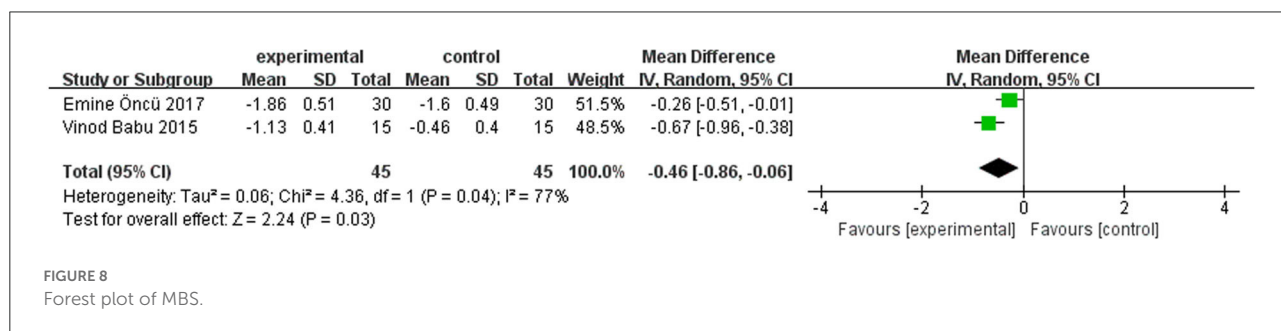 experimental control Mean Difference Mean Difference
Study or Subgroup Mean SD Total Mean SD Total Weight IV, Random, 95% CI IV, Random, 95% CI
Emine Öncü 2017 -1.86 0.51 30 -1.6 0.49 30 51.5% -0.26 [-0.51, -0.01]
Vinod Babu 2015 -1.13 0.41 15 -0.46 0.4 15 48.5% -0.67 [-0.96, -0.38]
Total (95% CI) 45 45 100.0% -0.46 [-0.86, -0.06]
Heterogeneity: Tau² = 0.06; Chi² = 4.36, df = 1 (P = 0.04); I² = 77%
Test for overall effect: Z = 2.24 (P = 0.03)
-4 -2 0 2 4
Favours [experimental] Favours [control]
FIGURE 8
Forest plot of MBS.